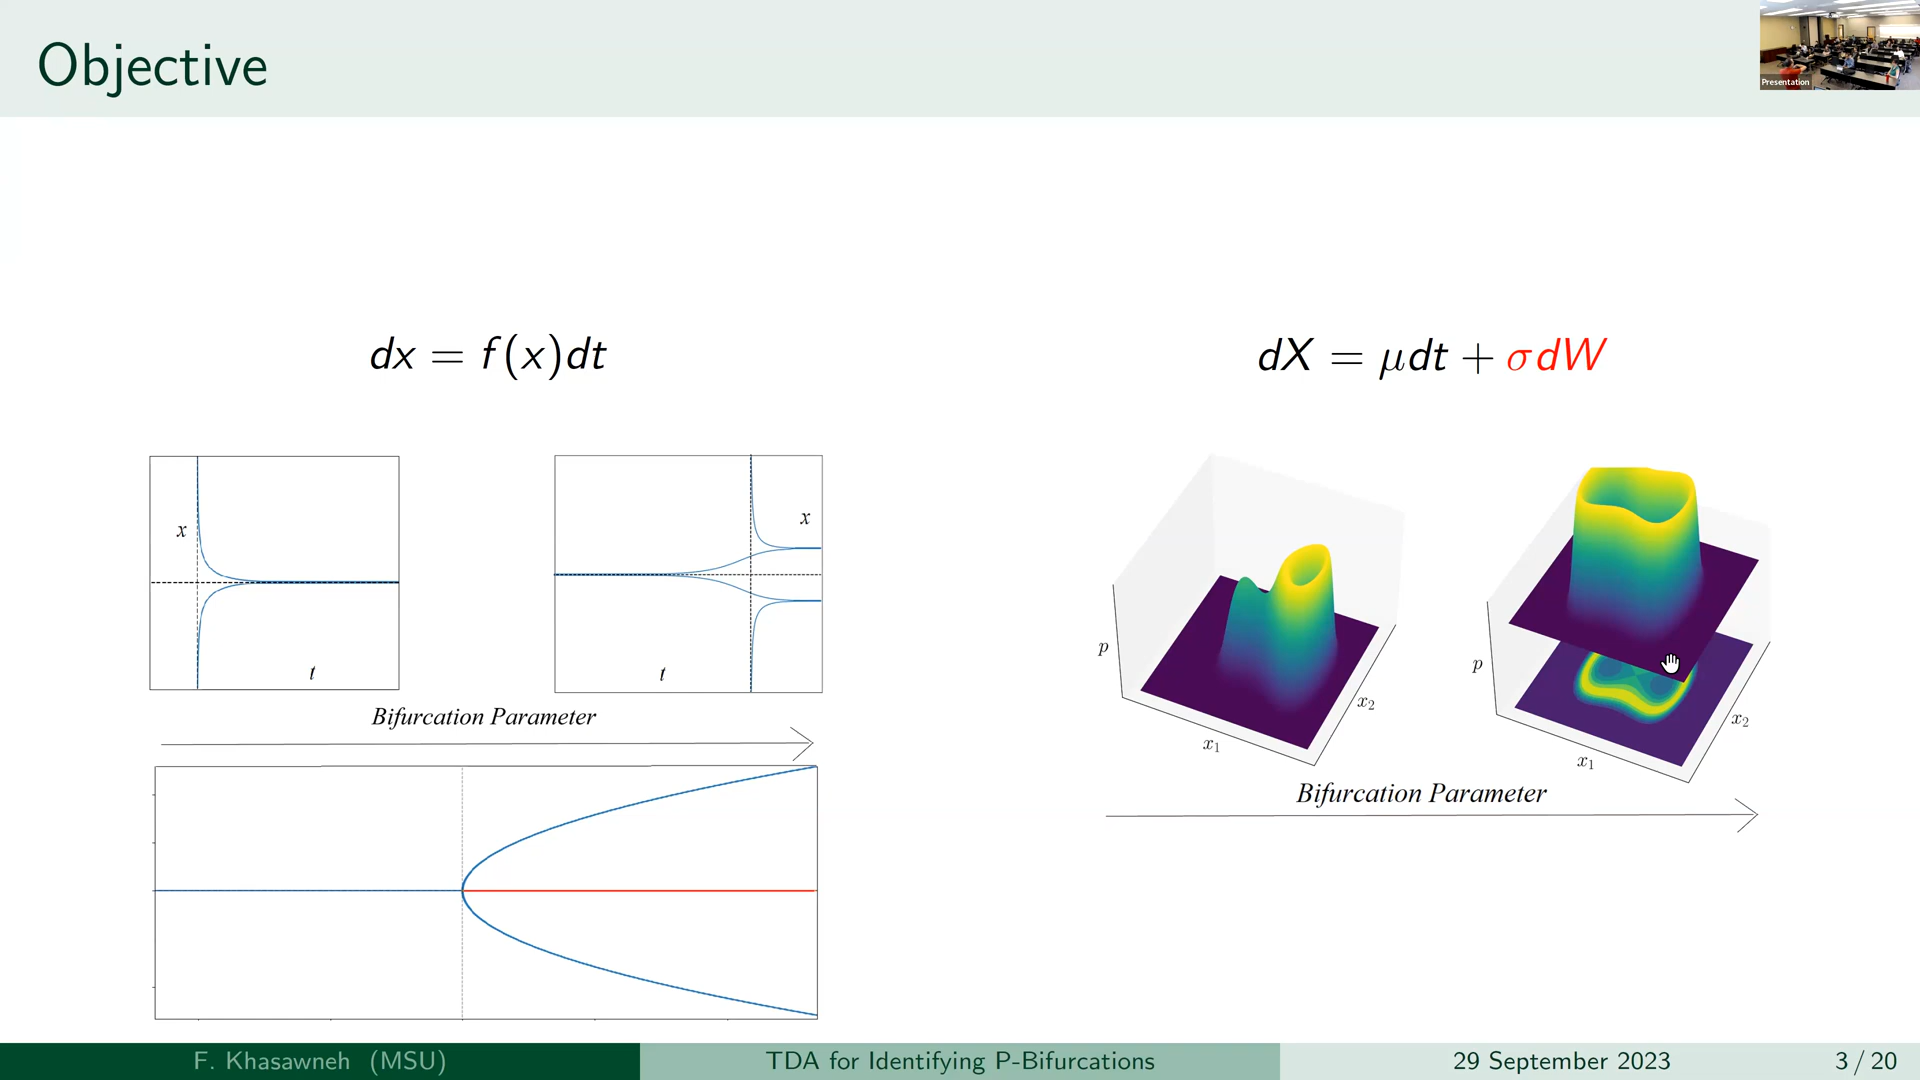 Objective
Presentation
dx = f(x)dt
dX = μdt + σdW
x
t
x
t
Bifurcation Parameter
p
x₁
x₂
p
x₁
x₂
Bifurcation Parameter
F. Khasawneh (MSU)
TDA for Identifying P-Bifurcations
29 September 2023
3 / 20